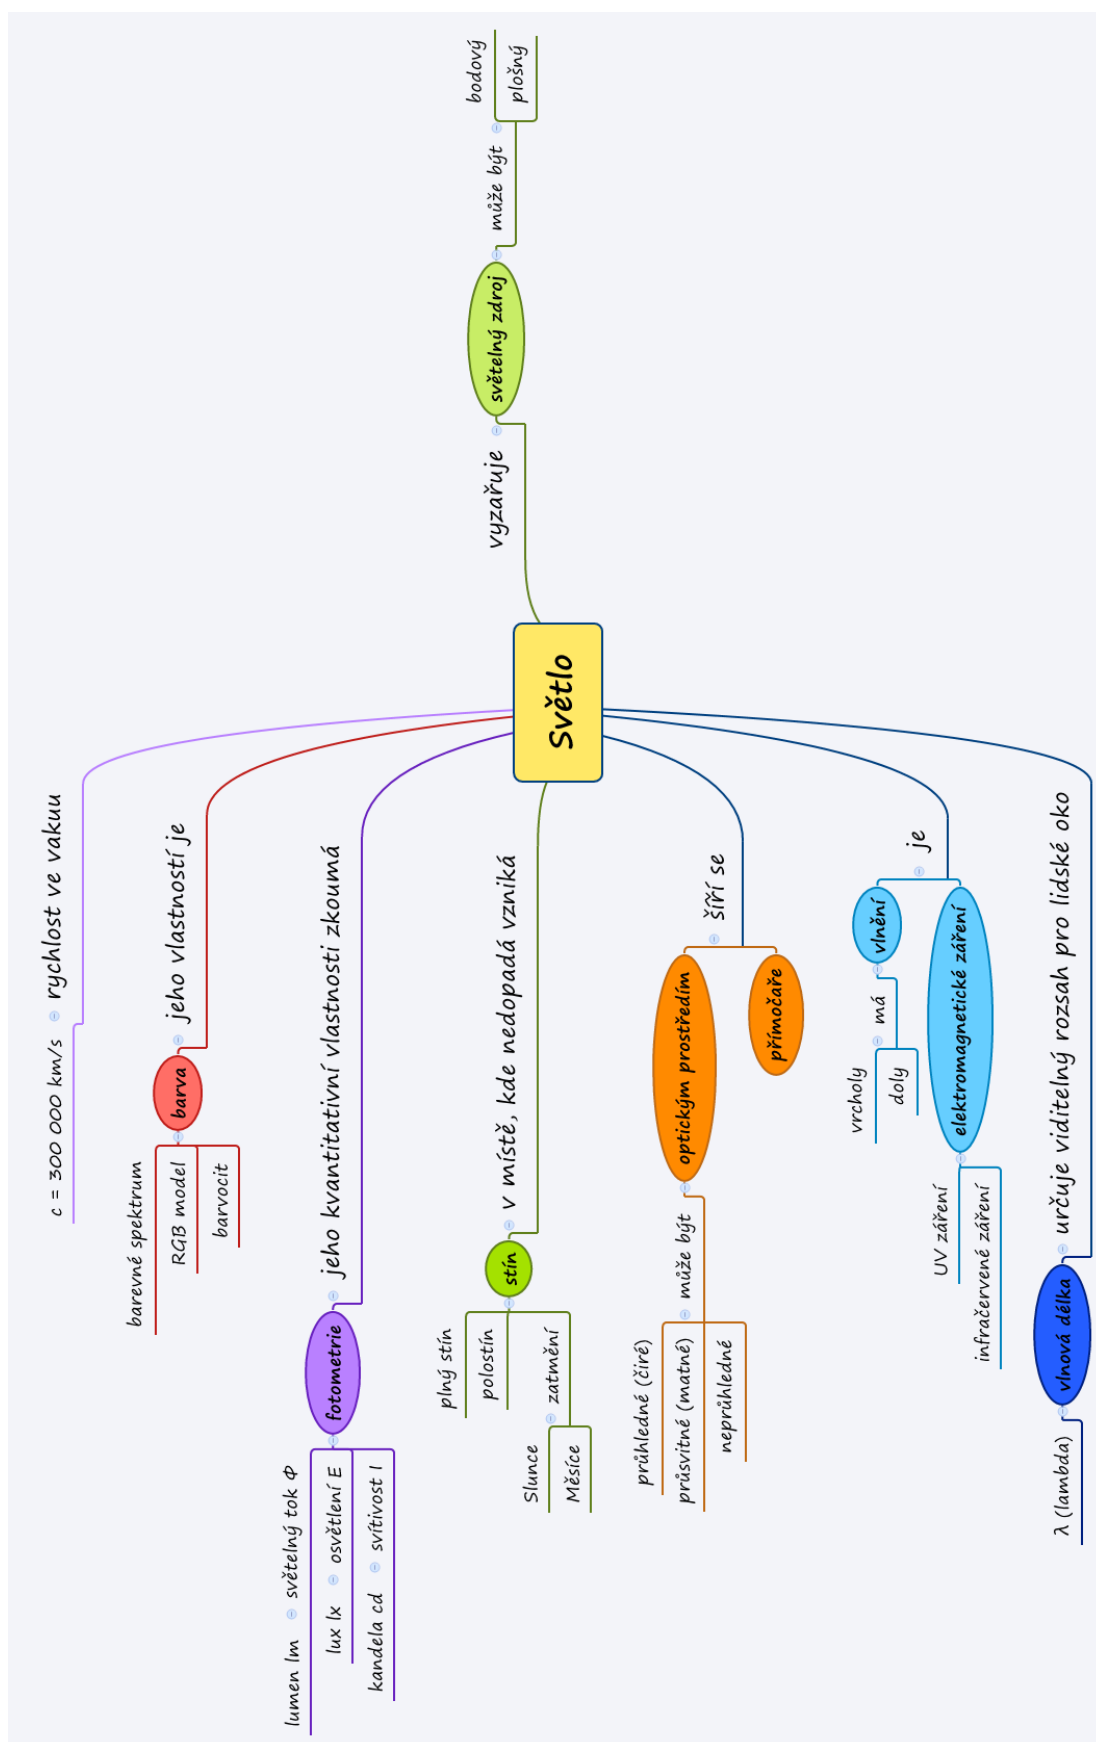 Světlo
vyzařuje
světelný zdroj
může být
bodový
plošný
rychlost ve vakuu
c = 300 000 km/s
jeho vlastností je
barva
barevné spektrum
RGB model
barvocit
jeho kvantitativní vlastnosti zkoumá
fotometrie
světelný tok Φ
lumen lm
osvětlení E
lux lx
svítivost I
kandela cd
v místě, kde nedopadá vzniká
stín
plný stín
polostín
zatmění
Slunce
Měsíce
šíří se
optickým prostředím
může být
průhledné (čiré)
průsvitné (matné)
neprůhledné
přímočaře
je
vlnění
má
vrcholy
doly
elektromagnetické záření
UV záření
infračervené záření
určuje viditelný rozsah pro lidské oko
vlnová délka
λ (lambda)